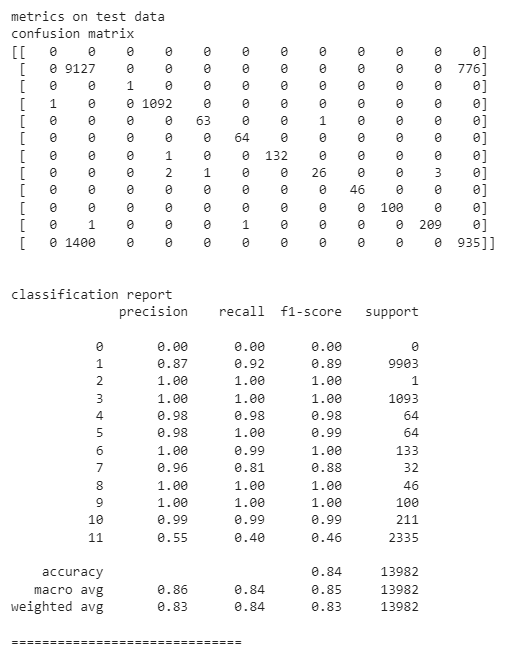 metrics on test data
confusion matrix
[[   0    0    0    0    0    0    0    0    0    0    0    0]
 [   0 9127    0    0    0    0    0    0    0    0    0  776]
 [   0    0    1    0    0    0    0    0    0    0    0    0]
 [   1    0    0 1092    0    0    0    0    0    0    0    0]
 [   0    0    0    0   63    0    0    1    0    0    0    0]
 [   0    0    0    0    0   64    0    0    0    0    0    0]
 [   0    0    0    1    0    0  132    0    0    0    0    0]
 [   0    0    0    2    1    0    0   26    0    0    3    0]
 [   0    0    0    0    0    0    0    0   46    0    0    0]
 [   0    0    0    0    0    0    0    0    0  100    0    0]
 [   0    1    0    0    0    1    0    0    0    0  209    0]
 [   0 1400    0    0    0    0    0    0    0    0    0  935]]
classification report
              precision    recall  f1-score   support
           0       0.00      0.00      0.00         0
           1       0.87      0.92      0.89      9903
           2       1.00      1.00      1.00         1
           3       1.00      1.00      1.00      1093
           4       0.98      0.98      0.98        64
           5       0.98      1.00      0.99        64
           6       1.00      0.99      1.00       133
           7       0.96      0.81      0.88        32
           8       1.00      1.00      1.00        46
           9       1.00      1.00      1.00       100
          10       0.99      0.99      0.99       211
          11       0.55      0.40      0.46      2335
    accuracy                           0.84     13982
   macro avg       0.86      0.84      0.85     13982
weighted avg       0.83      0.84      0.83     13982
==============================